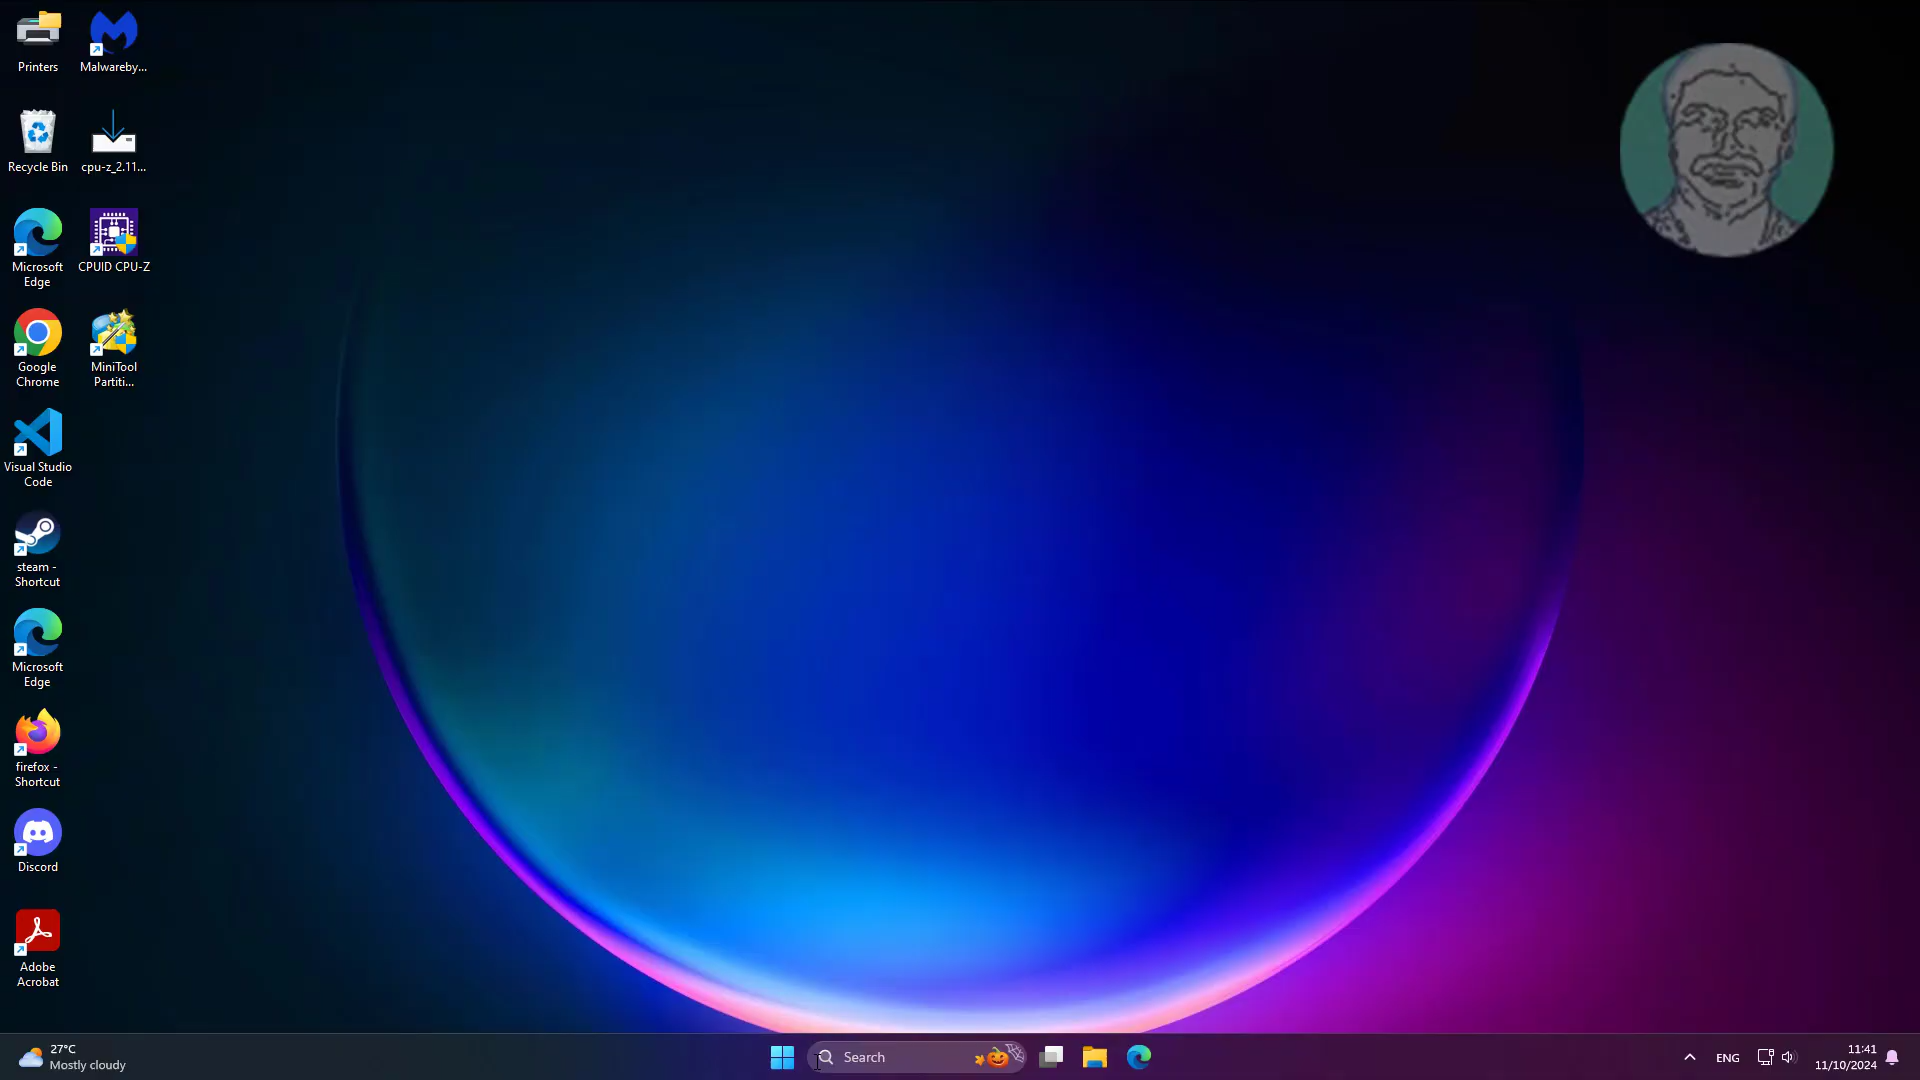 Printers
Malwareby...
Recycle Bin
cpu-z_2.11...
Microsoft
Edge
CPUID CPU-Z
Google
Chrome
MiniTool
Partiti...
Visual Studio
Code
steam -
Shortcut
Microsoft
Edge
firefox -
Shortcut
Discord
Adobe
Acrobat
27°C
Mostly cloudy
Search
ENG
11:41
11/10/2024